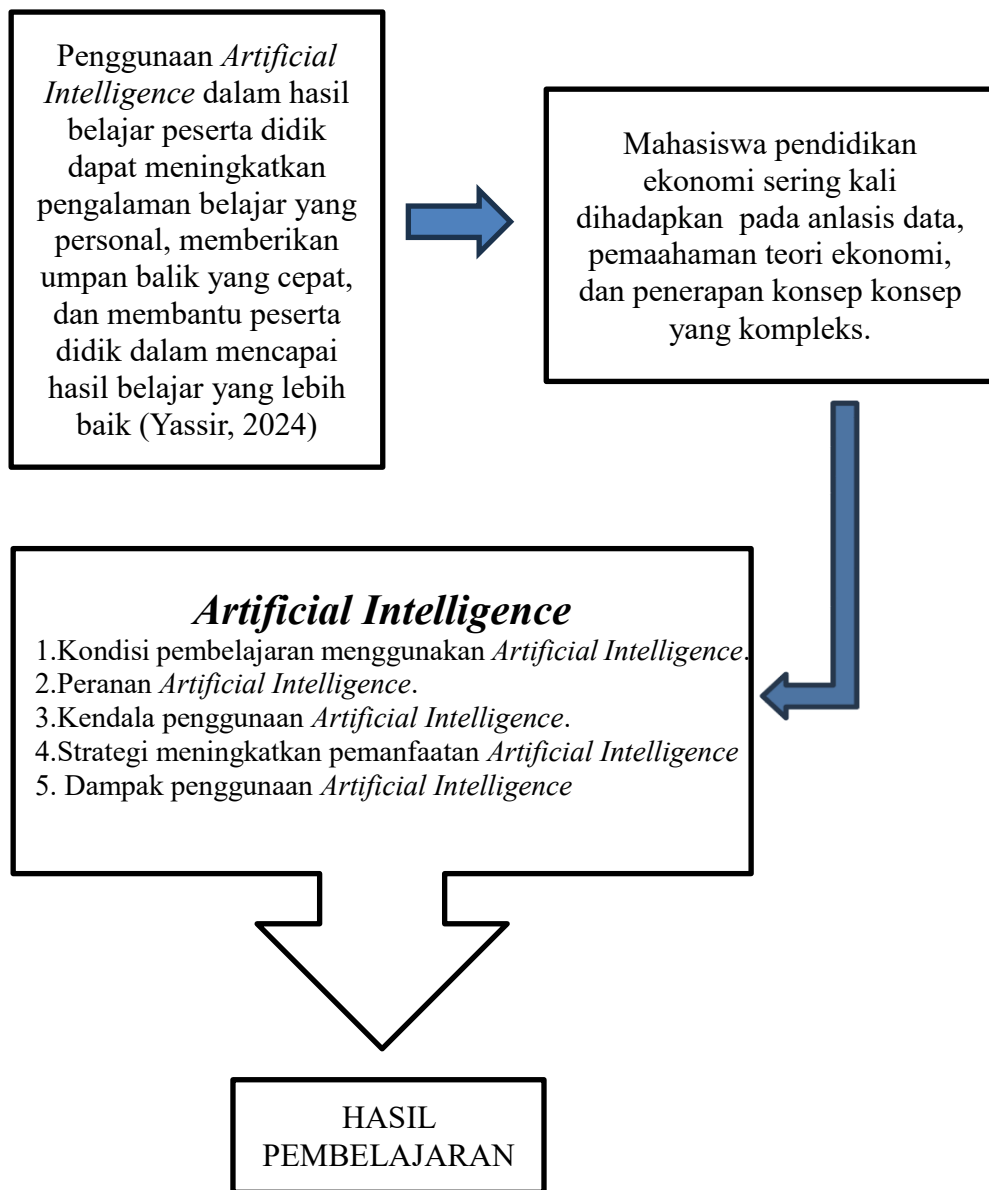 Penggunaan Artificial
Intelligence dalam hasil
belajar peserta didik
dapat meningkatkan
pengalaman belajar yang
personal, memberikan
umpan balik yang cepat,
dan membantu peserta
didik dalam mencapai
hasil belajar yang lebih
baik (Yassir, 2024)
Mahasiswa pendidikan
ekonomi sering kali
dihadapkan  pada anlasis data,
pemaahaman teori ekonomi,
dan penerapan konsep konsep
yang kompleks.
Artificial Intelligence
1.Kondisi pembelajaran menggunakan Artificial Intelligence.
2.Peranan Artificial Intelligence.
3.Kendala penggunaan Artificial Intelligence.
4.Strategi meningkatkan pemanfaatan Artificial Intelligence
5. Dampak penggunaan Artificial Intelligence
HASIL
PEMBELAJARAN